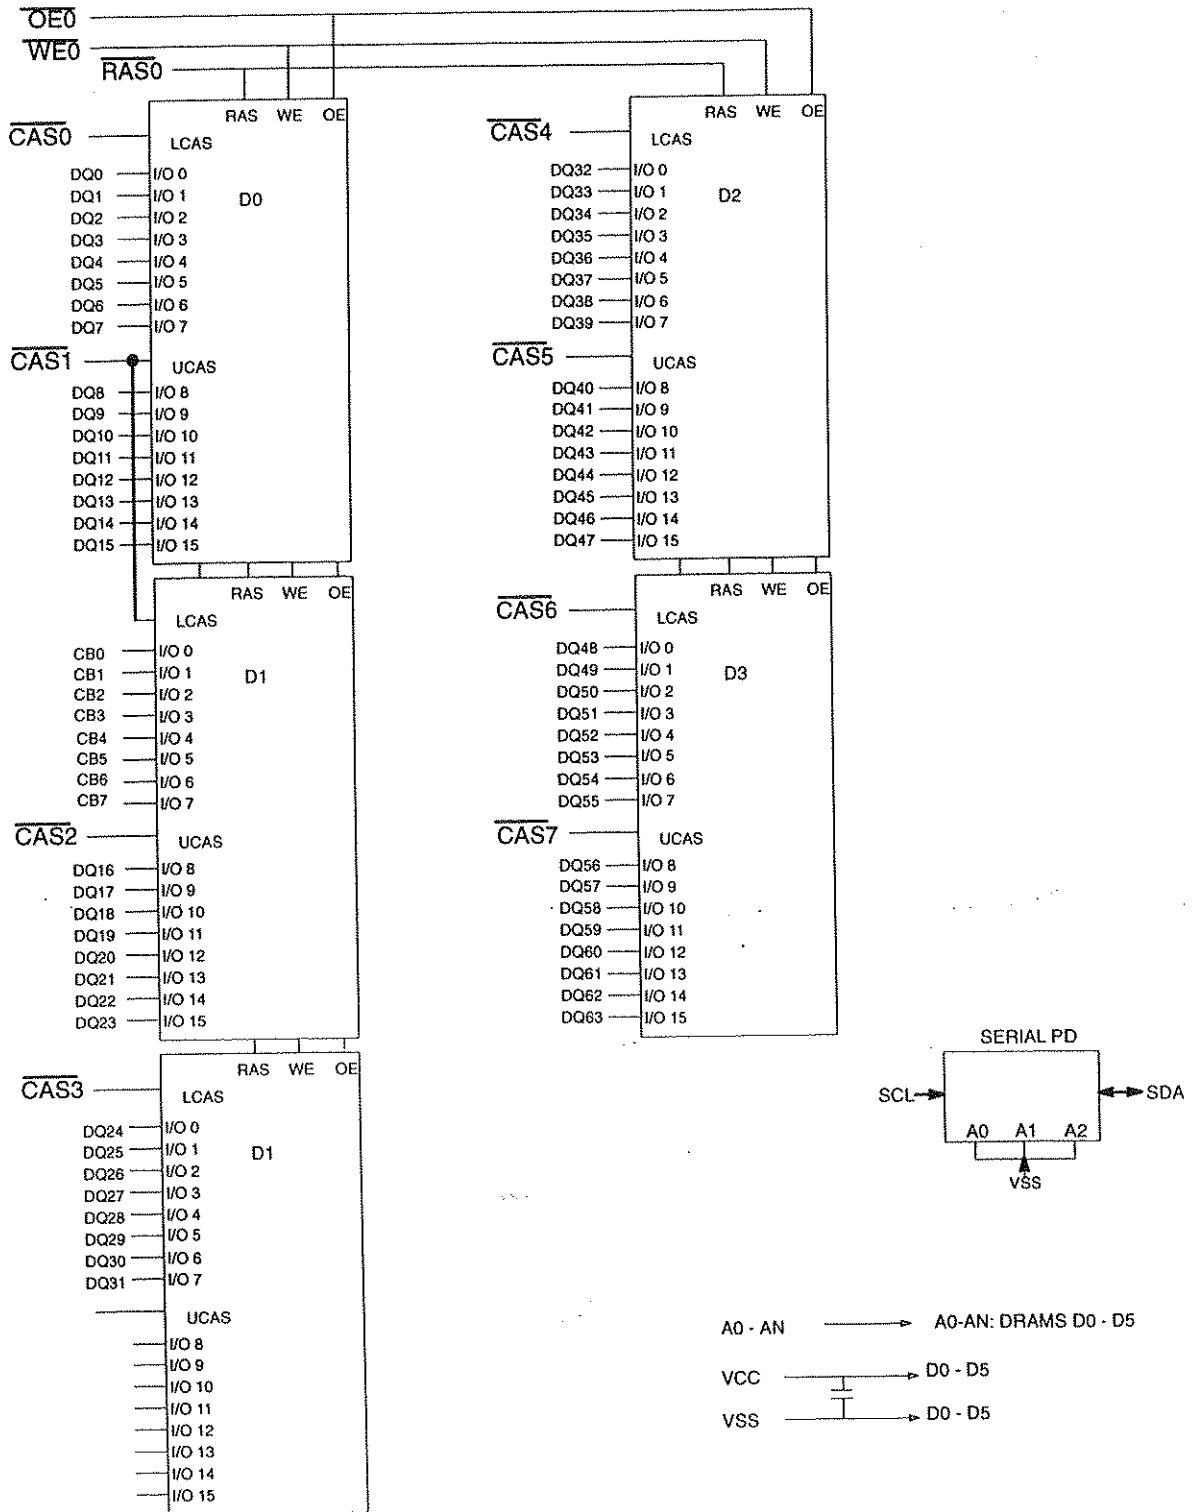 OE0
WE0
RAS0
RAS WE OE
CAS0
LCAS
D0
DQ0 I/O 0
DQ1 I/O 1
DQ2 I/O 2
DQ3 I/O 3
DQ4 I/O 4
DQ5 I/O 5
DQ6 I/O 6
DQ7 I/O 7
CAS1
UCAS
DQ8 I/O 8
DQ9 I/O 9
DQ10 I/O 10
DQ11 I/O 11
DQ12 I/O 12
DQ13 I/O 13
DQ14 I/O 14
DQ15 I/O 15
RAS WE OE
LCAS
D1
CB0 I/O 0
CB1 I/O 1
CB2 I/O 2
CB3 I/O 3
CB4 I/O 4
CB5 I/O 5
CB6 I/O 6
CB7 I/O 7
CAS2
UCAS
DQ16 I/O 8
DQ17 I/O 9
DQ18 I/O 10
DQ19 I/O 11
DQ20 I/O 12
DQ21 I/O 13
DQ22 I/O 14
DQ23 I/O 15
RAS WE OE
CAS3
LCAS
D1
DQ24 I/O 0
DQ25 I/O 1
DQ26 I/O 2
DQ27 I/O 3
DQ28 I/O 4
DQ29 I/O 5
DQ30 I/O 6
DQ31 I/O 7
UCAS
I/O 8
I/O 9
I/O 10
I/O 11
I/O 12
I/O 13
I/O 14
I/O 15
RAS WE OE
CAS4
LCAS
D2
DQ32 I/O 0
DQ33 I/O 1
DQ34 I/O 2
DQ35 I/O 3
DQ36 I/O 4
DQ37 I/O 5
DQ38 I/O 6
DQ39 I/O 7
CAS5
UCAS
DQ40 I/O 8
DQ41 I/O 9
DQ42 I/O 10
DQ43 I/O 11
DQ44 I/O 12
DQ45 I/O 13
DQ46 I/O 14
DQ47 I/O 15
RAS WE OE
CAS6
LCAS
D3
DQ48 I/O 0
DQ49 I/O 1
DQ50 I/O 2
DQ51 I/O 3
DQ52 I/O 4
DQ53 I/O 5
DQ54 I/O 6
DQ55 I/O 7
CAS7
UCAS
DQ56 I/O 8
DQ57 I/O 9
DQ58 I/O 10
DQ59 I/O 11
DQ60 I/O 12
DQ61 I/O 13
DQ62 I/O 14
DQ63 I/O 15
SERIAL PD
SCL SDA
A0 A1 A2
VSS
A0 - AN A0-AN: DRAMS D0 - D5
VCC D0 - D5
VSS D0 - D5